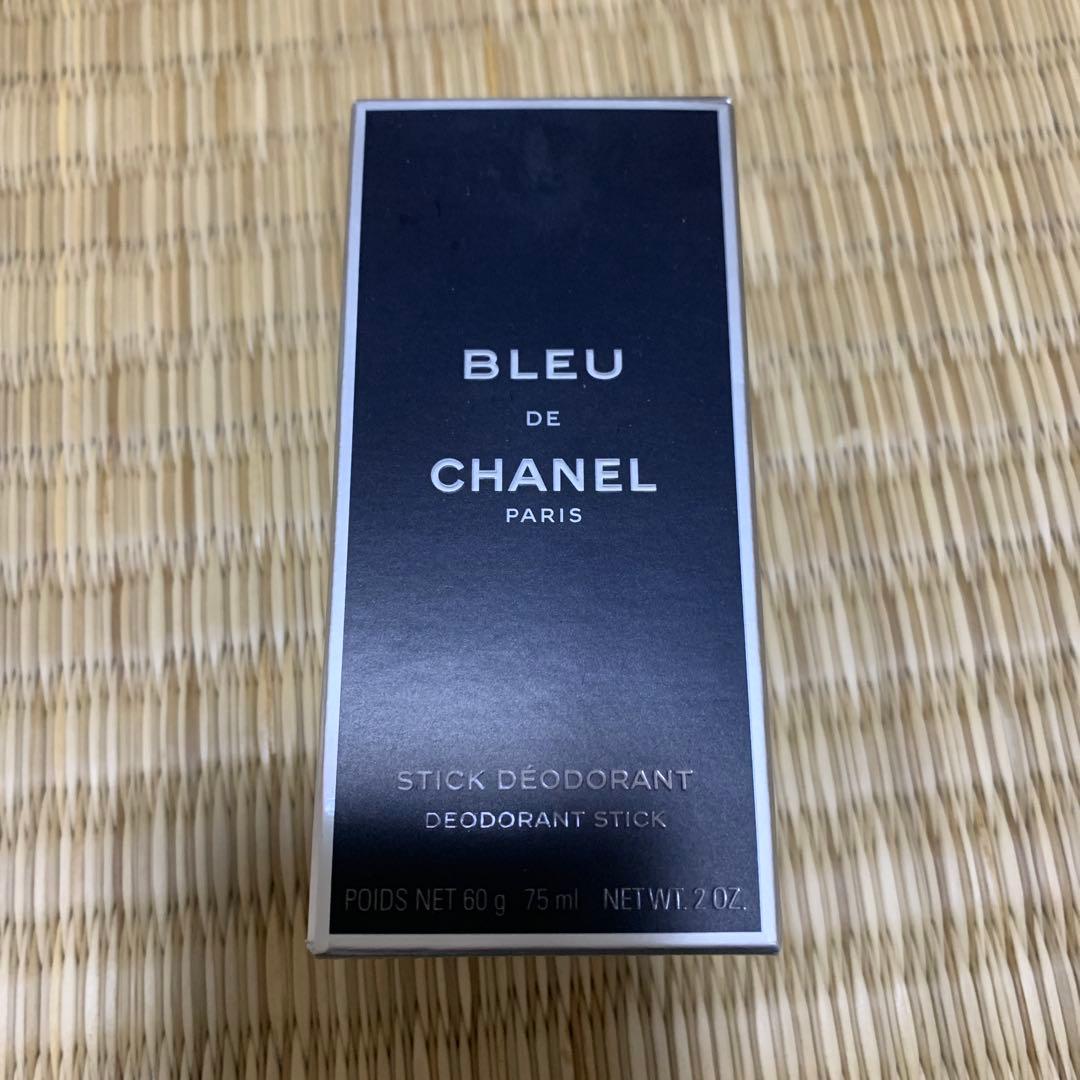 BLEU
DE
CHANEL
PARIS
STICK DÉODORANT
DEODORANT STICK
POIDS NET 60 g 75 ml NET WT. 2 OZ.